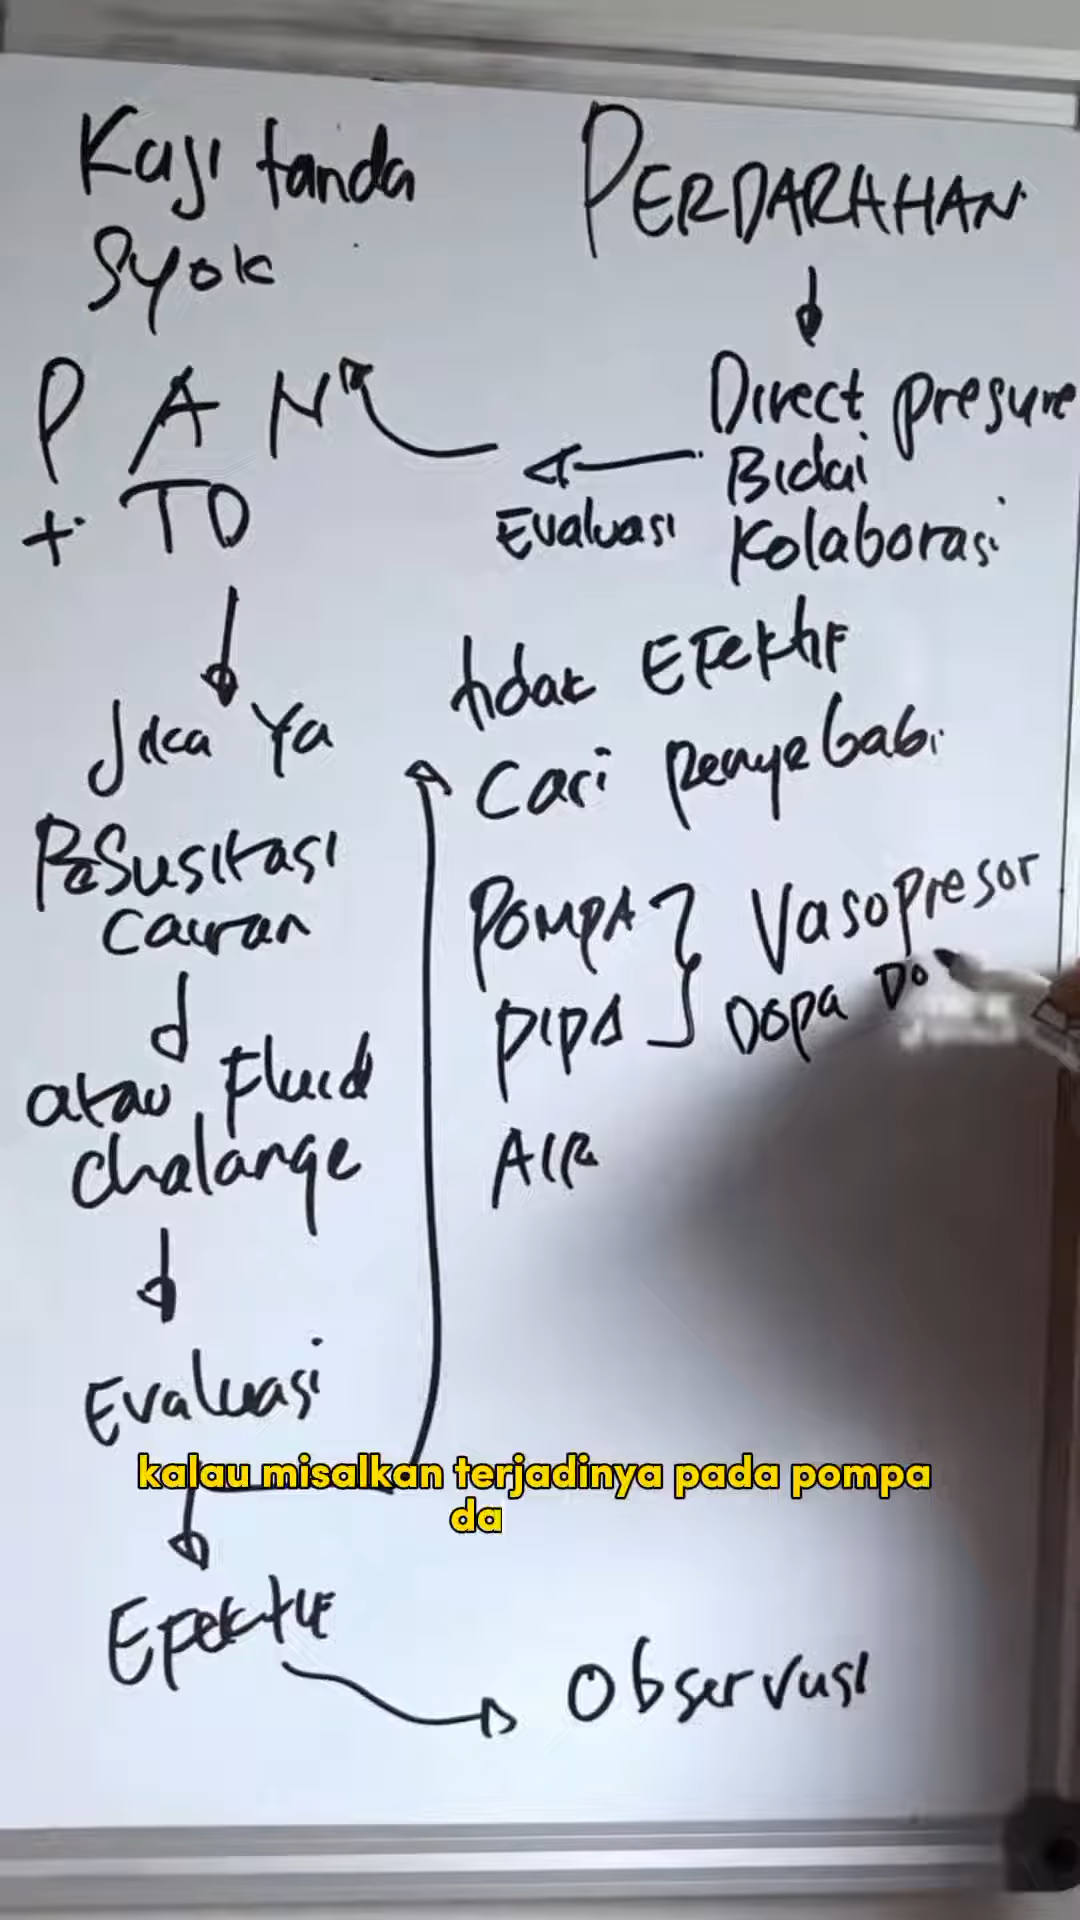 Kaji tanda
Syok
PERDARAHAN
Direct presure
Bidai
Kolaborasi
Evaluasi
P A N
+ TD
Jika Ya
Resusitasi
Cairan
atau Fluid
Chalange
Evaluasi
Efektif
Observasi
tidak Efektif
Cari Penyebab
POMPA } Vasopresor
PIPA Dopa Do
AIR
kalau misalkan terjadinya pada pompa
da